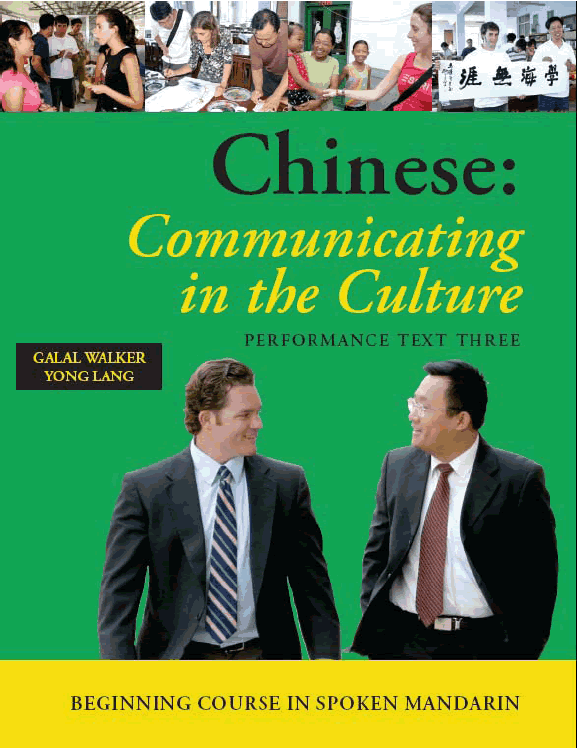 學海無涯
Chinese:
Communicating
in the Culture
PERFORMANCE TEXT THREE
GALAL WALKER
YONG LANG
BEGINNING COURSE IN SPOKEN MANDARIN